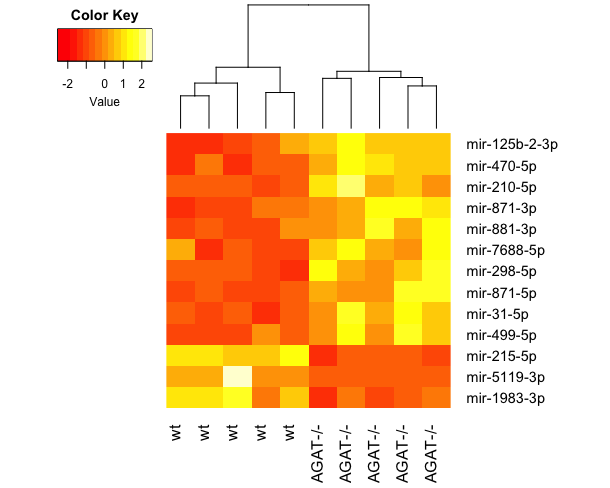 Color Key
-2 0 1 2
Value
mir-125b-2-3p
mir-470-5p
mir-210-5p
mir-871-3p
mir-881-3p
mir-7688-5p
mir-298-5p
mir-871-5p
mir-31-5p
mir-499-5p
mir-215-5p
mir-5119-3p
mir-1983-3p
wt
wt
wt
wt
wt
AGAT-/-
AGAT-/-
AGAT-/-
AGAT-/-
AGAT-/-